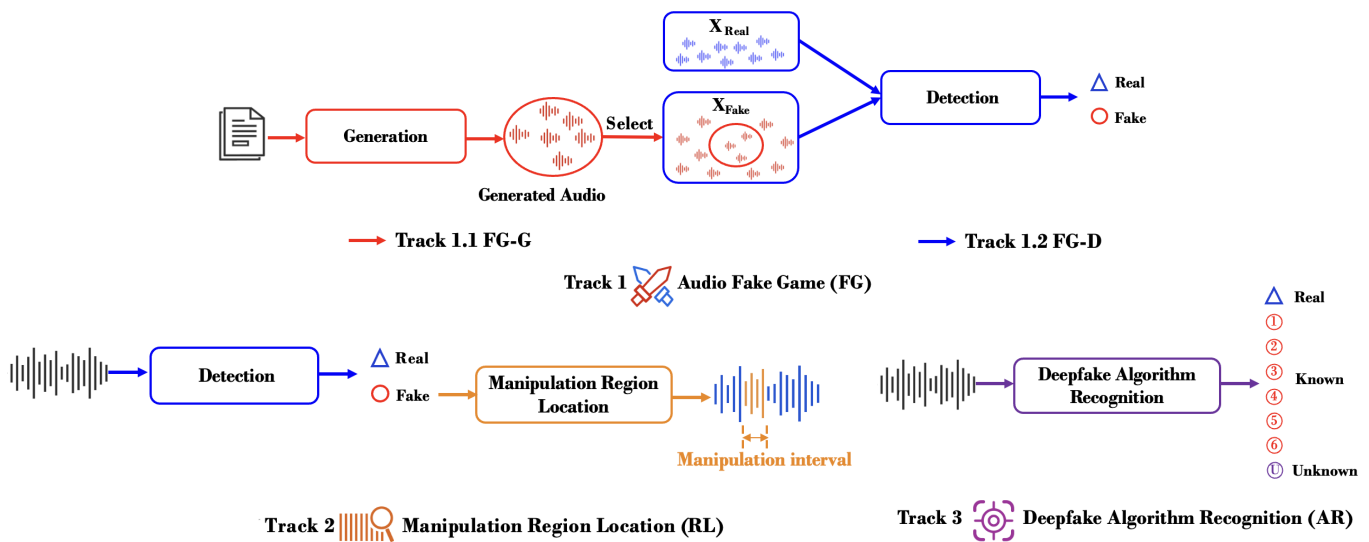 X Real
X Fake
Generation
Select
Detection
Real
Fake
Generated Audio
Track 1.1 FG-G
Track 1.2 FG-D
Track 1 Audio Fake Game (FG)
Detection
Real
Fake
Manipulation Region
Location
Manipulation interval
Deepfake Algorithm
Recognition
Real
1
2
3
Known
4
5
6
U Unknown
Track 2 Manipulation Region Location (RL)
Track 3 Deepfake Algorithm Recognition (AR)